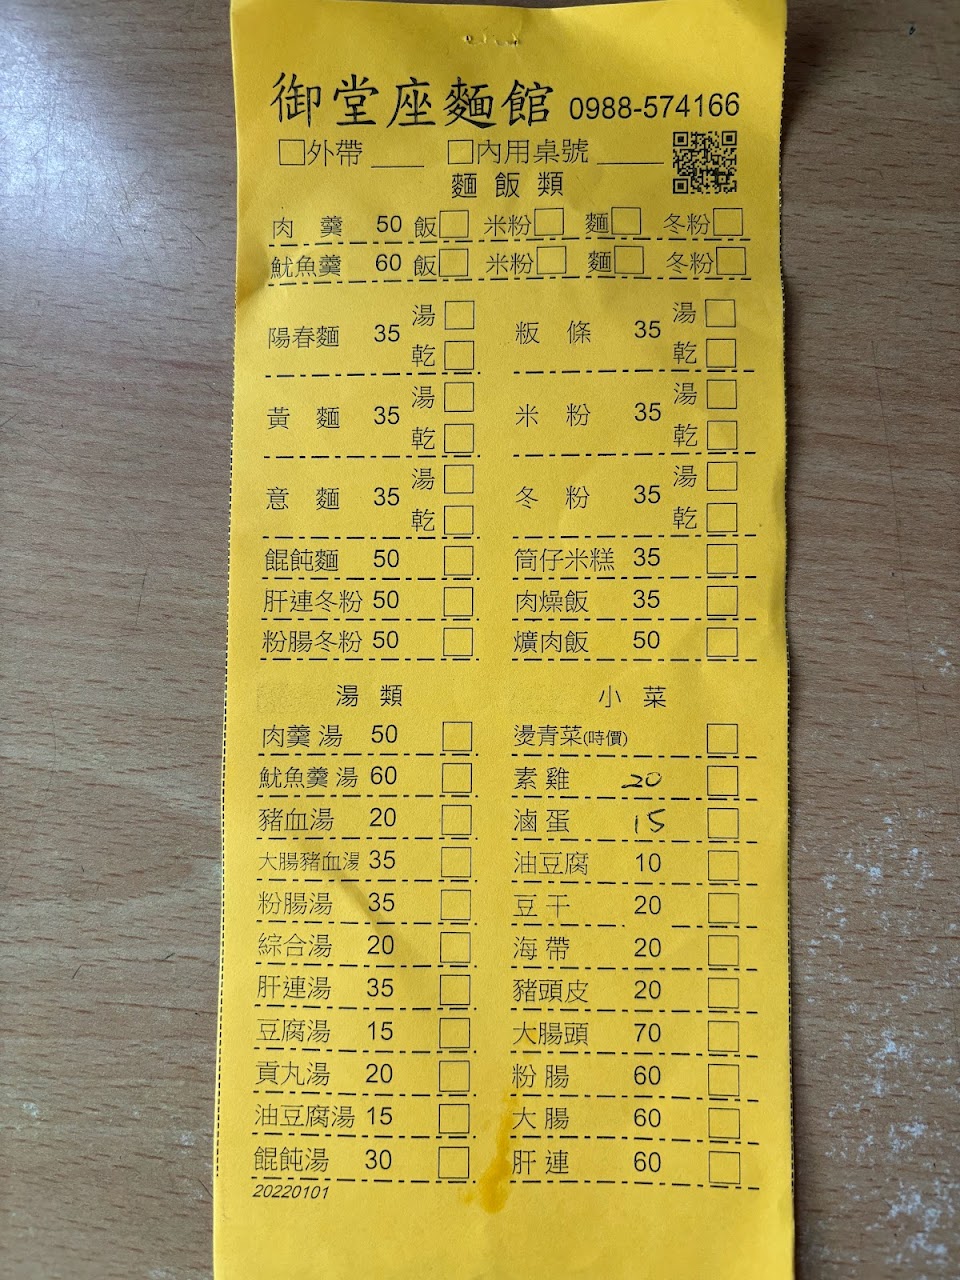 御堂座麵館 0988-574166
□外帶____ □內用桌號____
麵飯類
肉羹 50 飯□ 米粉□ 麵□ 冬粉□
魷魚羹 60 飯□ 米粉□ 麵□ 冬粉□
陽春麵 35 湯□ 乾□ 粄條 35 湯□ 乾□
黃麵 35 湯□ 乾□ 米粉 35 湯□ 乾□
意麵 35 湯□ 乾□ 冬粉 35 湯□ 乾□
餛飩麵 50 □ 筒仔米糕 35 □
肝連冬粉 50 □ 肉燥飯 35 □
粉腸冬粉 50 □ 爌肉飯 50 □
湯類 小菜
肉羹湯 50 □ 燙青菜(時價) □
魷魚羹湯 60 □ 素雞 20 □
豬血湯 20 □ 滷蛋 15 □
大腸豬血湯 35 □ 油豆腐 10 □
粉腸湯 35 □ 豆干 20 □
綜合湯 20 □ 海帶 20 □
肝連湯 35 □ 豬頭皮 20 □
豆腐湯 15 □ 大腸頭 70 □
貢丸湯 20 □ 粉腸 60 □
油豆腐湯 15 □ 大腸 60 □
餛飩湯 30 □ 肝連 60 □
20220101